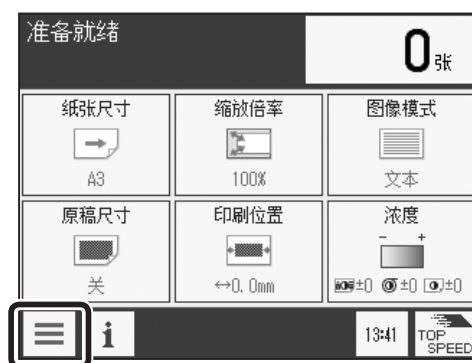 准备就绪
0张
纸张尺寸 缩放倍率 图像模式
A3 100% 文本
原稿尺寸 印刷位置 浓度
- +
关 ↔0.0mm ±0 ±0 ±0
i 13:41 TOP SPEED